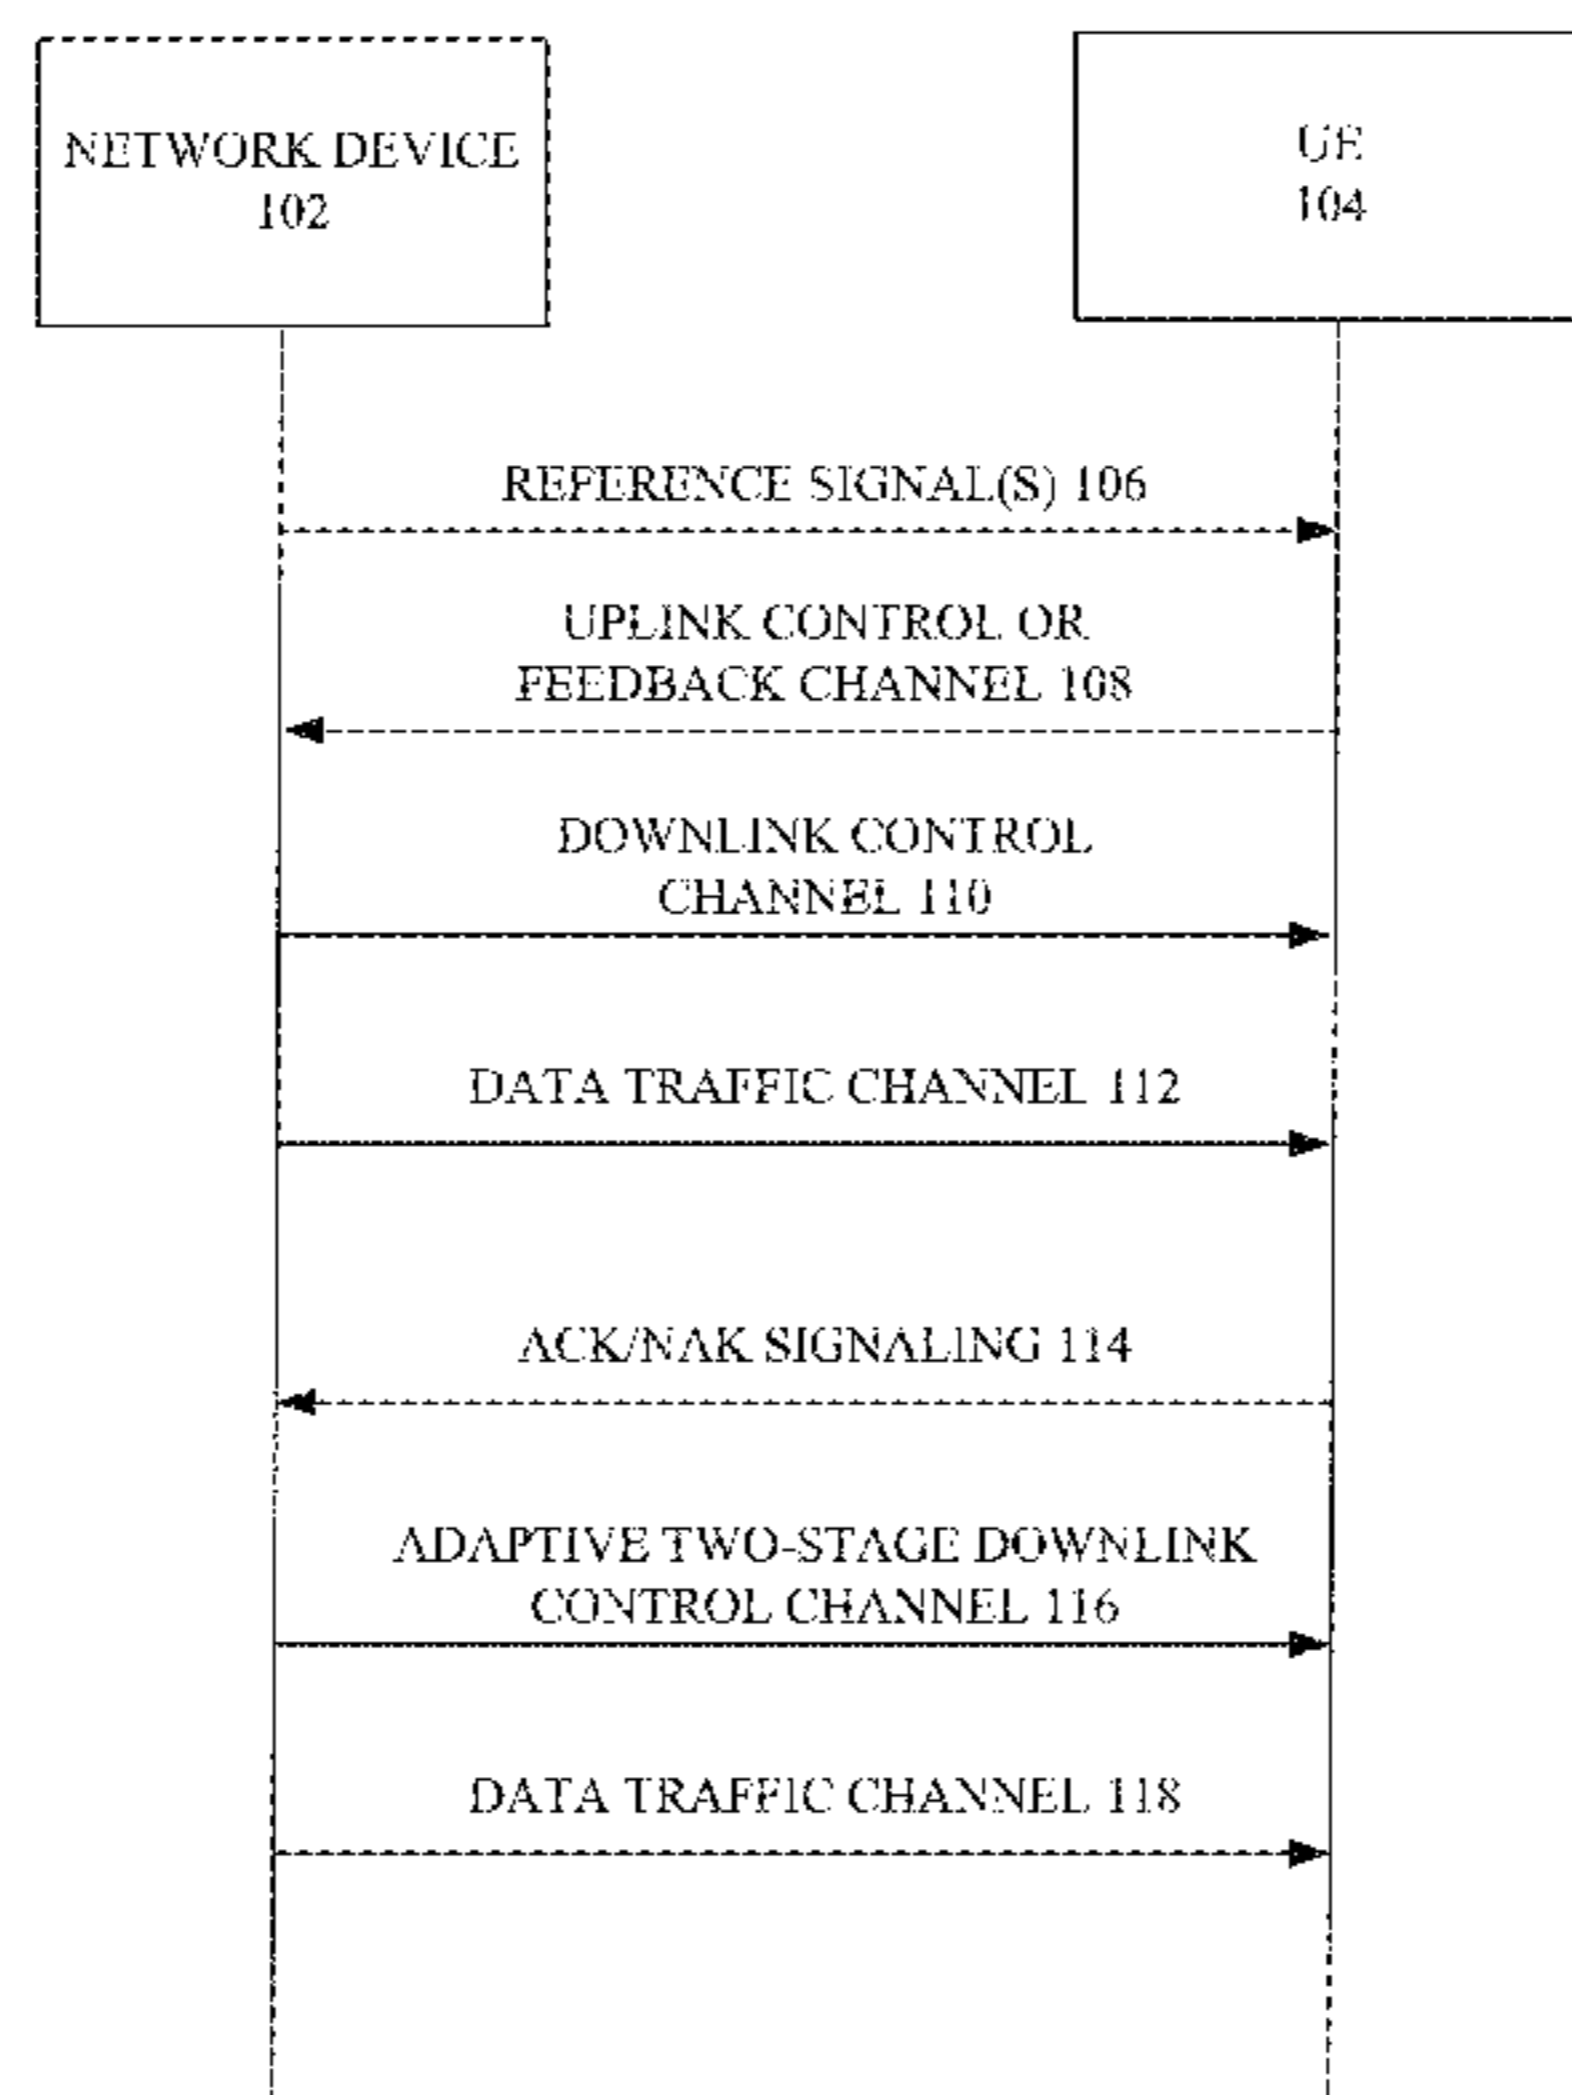 NETWORK DEVICE
102
UE
104
REFERENCE SIGNAL(S) 106
UPLINK CONTROL OR
FEEDBACK CHANNEL 108
DOWNLINK CONTROL
CHANNEL 110
DATA TRAFFIC CHANNEL 112
ACK/NAK SIGNALING 114
ADAPTIVE TWO-STAGE DOWNLINK
CONTROL CHANNEL 116
DATA TRAFFIC CHANNEL 118